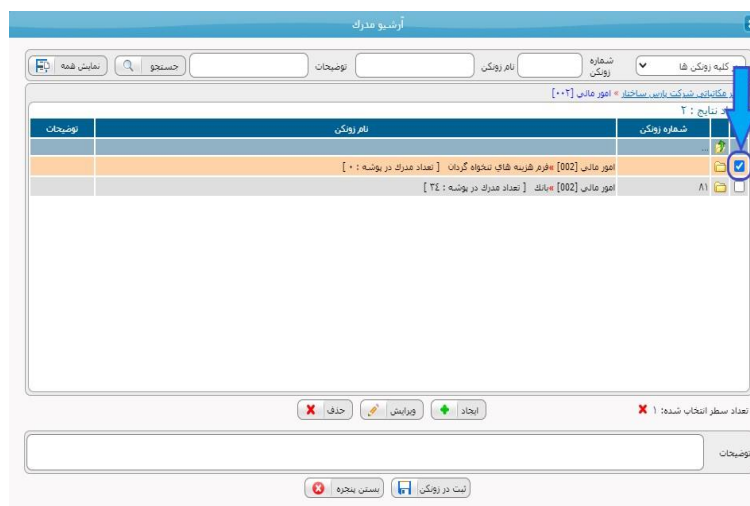 آرشیو مدرک
کلیه زونکن ها
شماره زونکن
نام زونکن
توضیحات
جستجو
نمایش همه
مکاتباتی شرکت پارس ساختار » امور مالی [۰۰۲]
نتایج : ۲
شماره زونکن
نام زونکن
توضیحات
...
امور مالی [002] »فرم هزینه های تنخواه گردان [ تعداد مدرک در پوشه : ۰ ]
۸۱ امور مالی [002] »بانک [ تعداد مدرک در پوشه : ۳۴ ]
تعداد سطر انتخاب شده: ۱
ایجاد
ویرایش
حذف
توضیحات
ثبت در زونکن
بستن پنجره